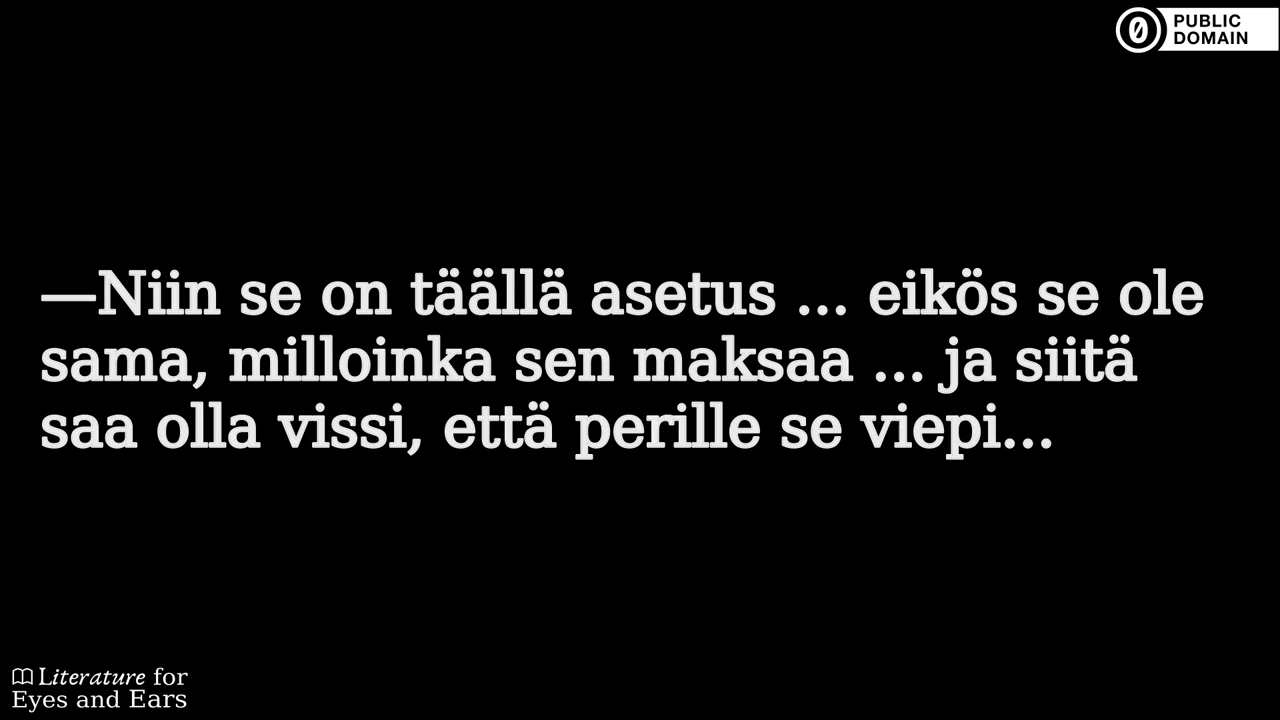 PUBLIC
DOMAIN
—Niin se on täällä asetus ... eikös se ole
sama, milloinka sen maksaa ... ja siitä
saa olla vissi, että perille se viepi...
Literature for
Eyes and Ears